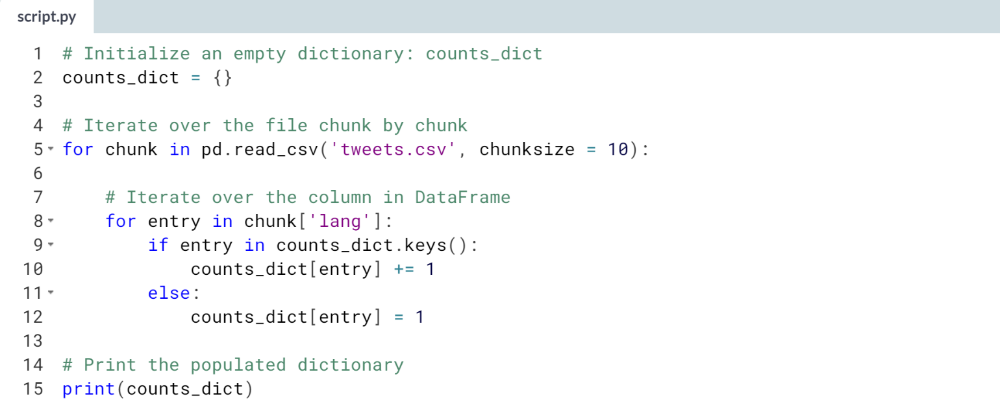 script.py
1 # Initialize an empty dictionary: counts_dict
2 counts_dict = {}
3
4 # Iterate over the file chunk by chunk
5 for chunk in pd.read_csv('tweets.csv', chunksize = 10):
6
7     # Iterate over the column in DataFrame
8     for entry in chunk['lang']:
9         if entry in counts_dict.keys():
10             counts_dict[entry] += 1
11         else:
12             counts_dict[entry] = 1
13
14 # Print the populated dictionary
15 print(counts_dict)